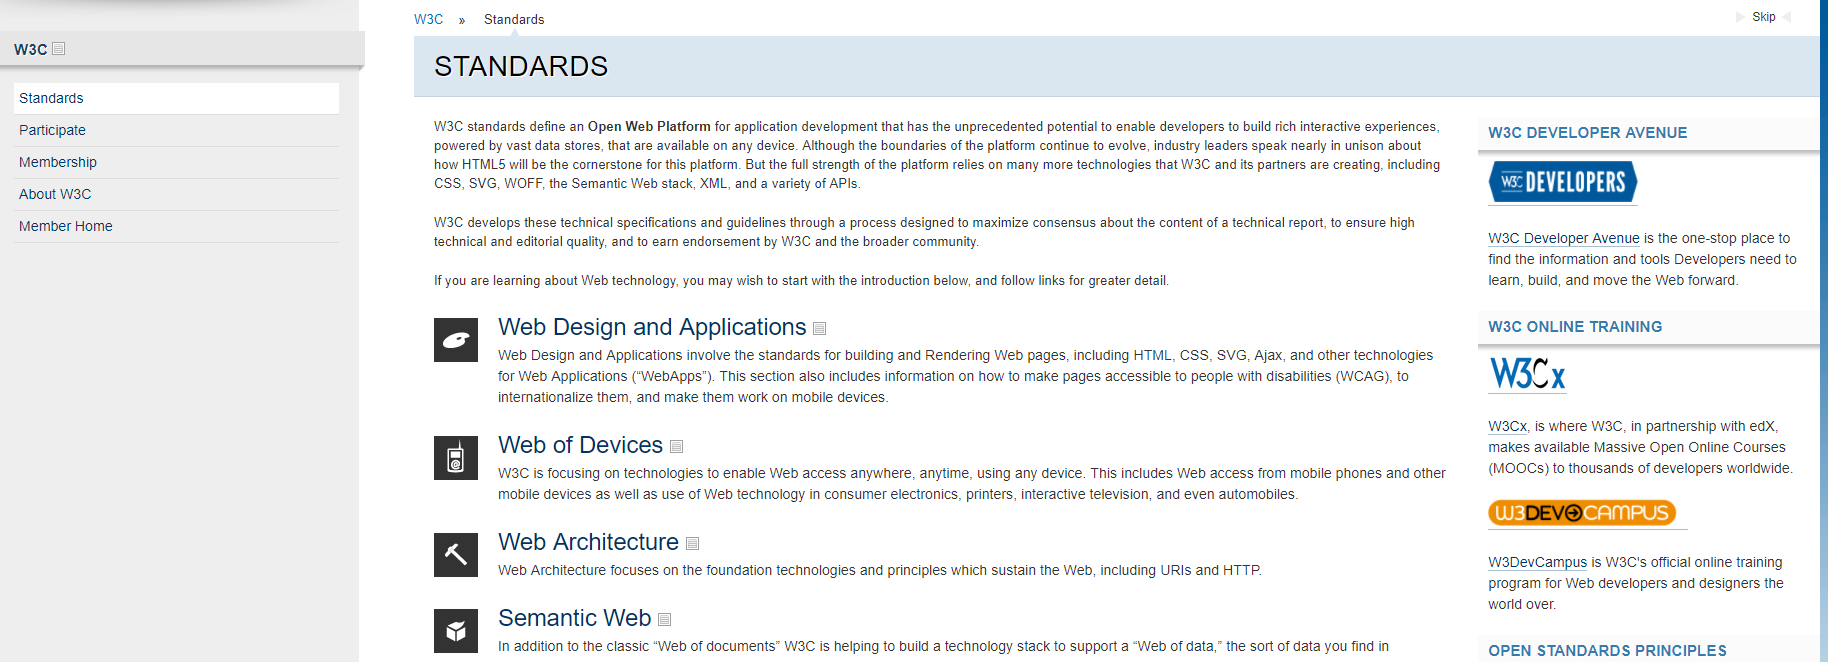 W3C » Standards
Skip
W3C
Standards
Participate
Membership
About W3C
Member Home
STANDARDS
W3C standards define an Open Web Platform for application development that has the unprecedented potential to enable developers to build rich interactive experiences,
powered by vast data stores, that are available on any device. Although the boundaries of the platform continue to evolve, industry leaders speak nearly in unison about
how HTML5 will be the cornerstone for this platform. But the full strength of the platform relies on many more technologies that W3C and its partners are creating, including
CSS, SVG, WOFF, the Semantic Web stack, XML, and a variety of APIs.
W3C develops these technical specifications and guidelines through a process designed to maximize consensus about the content of a technical report, to ensure high
technical and editorial quality, and to earn endorsement by W3C and the broader community.
If you are learning about Web technology, you may wish to start with the introduction below, and follow links for greater detail.
Web Design and Applications
Web Design and Applications involve the standards for building and Rendering Web pages, including HTML, CSS, SVG, Ajax, and other technologies
for Web Applications (“WebApps”). This section also includes information on how to make pages accessible to people with disabilities (WCAG), to
internationalize them, and make them work on mobile devices.
Web of Devices
W3C is focusing on technologies to enable Web access anywhere, anytime, using any device. This includes Web access from mobile phones and other
mobile devices as well as use of Web technology in consumer electronics, printers, interactive television, and even automobiles.
Web Architecture
Web Architecture focuses on the foundation technologies and principles which sustain the Web, including URIs and HTTP.
Semantic Web
In addition to the classic “Web of documents” W3C is helping to build a technology stack to support a “Web of data,” the sort of data you find in
W3C DEVELOPER AVENUE
W3C DEVELOPERS
W3C Developer Avenue is the one-stop place to
find the information and tools Developers need to
learn, build, and move the Web forward.
W3C ONLINE TRAINING
W3Cx
W3Cx, is where W3C, in partnership with edX,
makes available Massive Open Online Courses
(MOOCs) to thousands of developers worldwide.
W3DEVCAMPUS
W3DevCampus is W3C's official online training
program for Web developers and designers the
world over.
OPEN STANDARDS PRINCIPLES